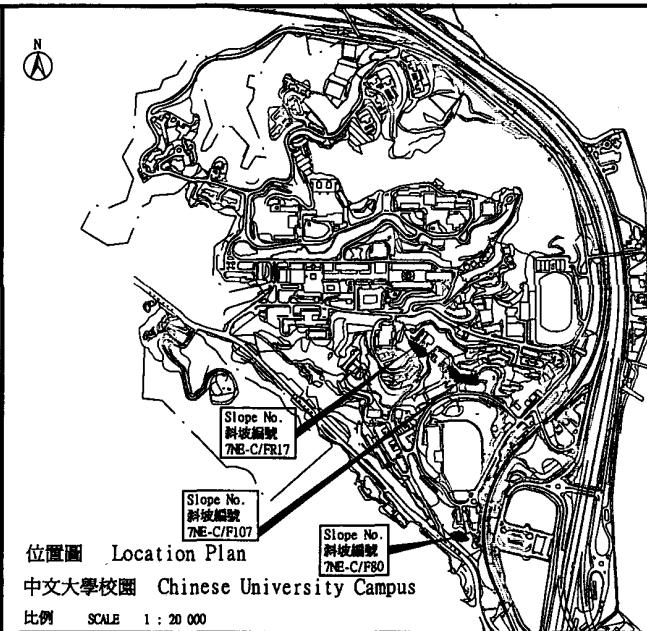 N
Slope No.
斜坡編號
7NE-C/FR17
Slope No.
斜坡編號
7NE-C/F107
Slope No.
斜坡編號
7NE-C/F80
位置圖 Location Plan
中文大學校園 Chinese University Campus
比例 SCALE 1 : 20 000